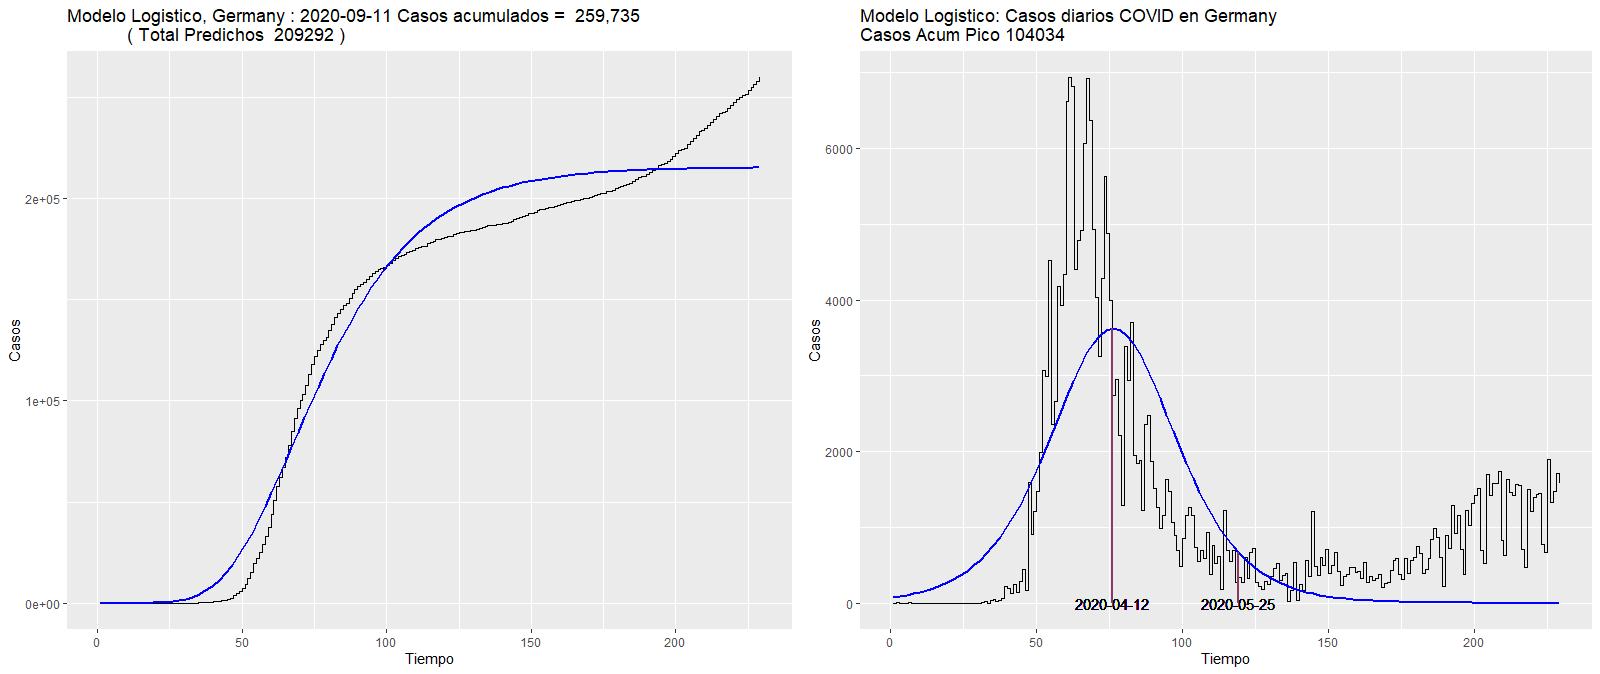 Modelo Logistico, Germany : 2020-09-11 Casos acumulados = 259,735
( Total Predichos 209292 )
Casos
2e+05
1e+05
0e+00
0
50
100
150
200
Tiempo
Modelo Logistico: Casos diarios COVID en Germany
Casos Acum Pico 104034
Casos
6000
4000
2000
0
2020-04-12
2020-05-25
0
50
100
150
200
Tiempo